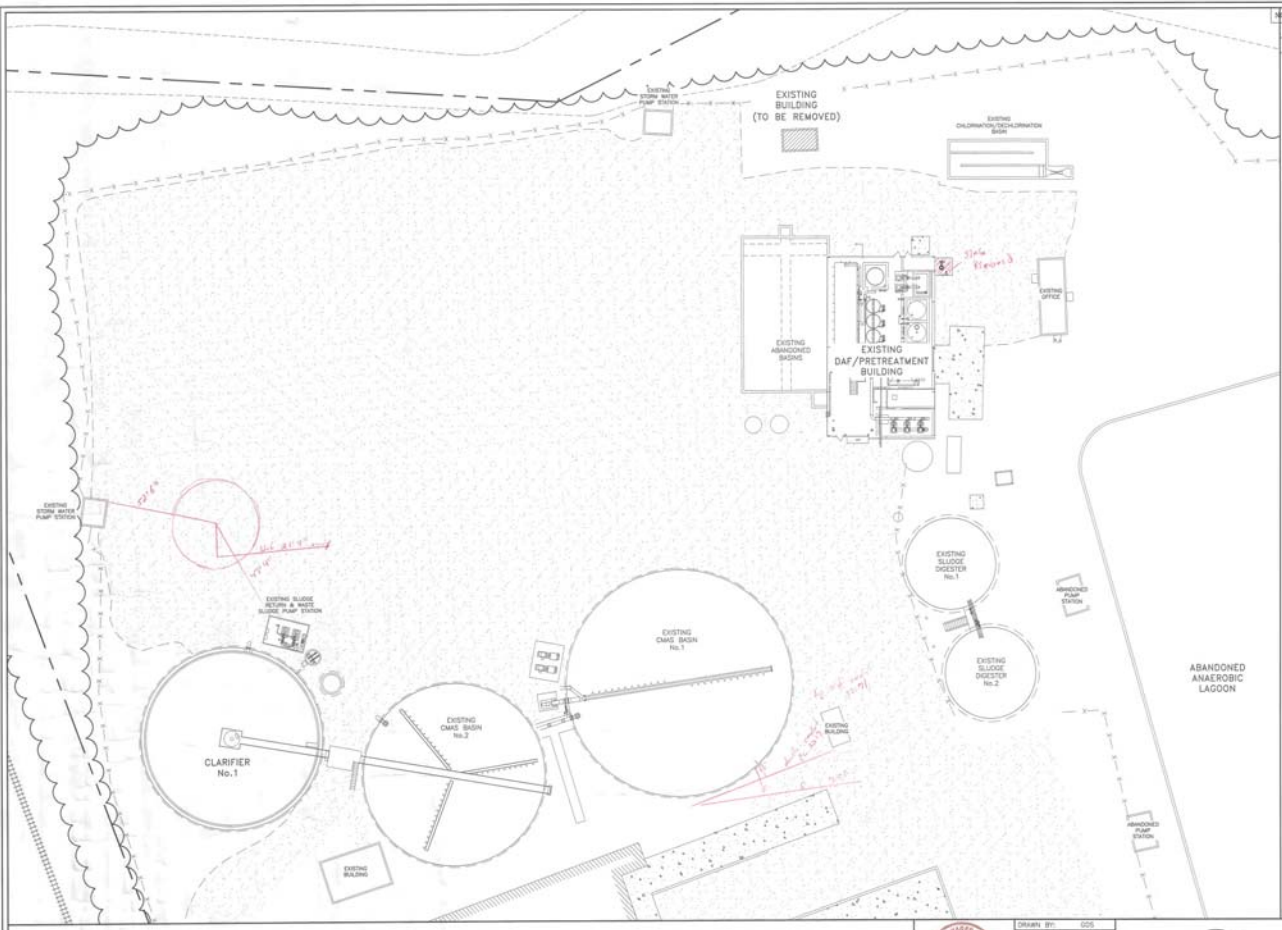 EXISTING
STORM WATER
PUMP STATION
EXISTING
BUILDING
(TO BE REMOVED)
EXISTING
CHLORINATION/DECHLORINATION
BASIN
Slab
Removed
EXISTING
OFFICE
EXISTING
ABANDONED
BASINS
EXISTING
DAF/PRETREATMENT
BUILDING
EXISTING
STORM WATER
PUMP STATION
EXISTING SLUDGE
RETURN & WASTE
SLUDGE PUMP STATION
EXISTING
SLUDGE
DIGESTER
No.1
ABANDONED
PUMP
STATION
EXISTING
CMAS BASIN
No.1
EXISTING
SLUDGE
DIGESTER
No.2
ABANDONED
ANAEROBIC
LAGOON
EXISTING
CMAS BASIN
No.2
EXISTING
BUILDING
CLARIFIER
No.1
ABANDONED
PUMP
STATION
EXISTING
BUILDING
DRAWN BY: GDS